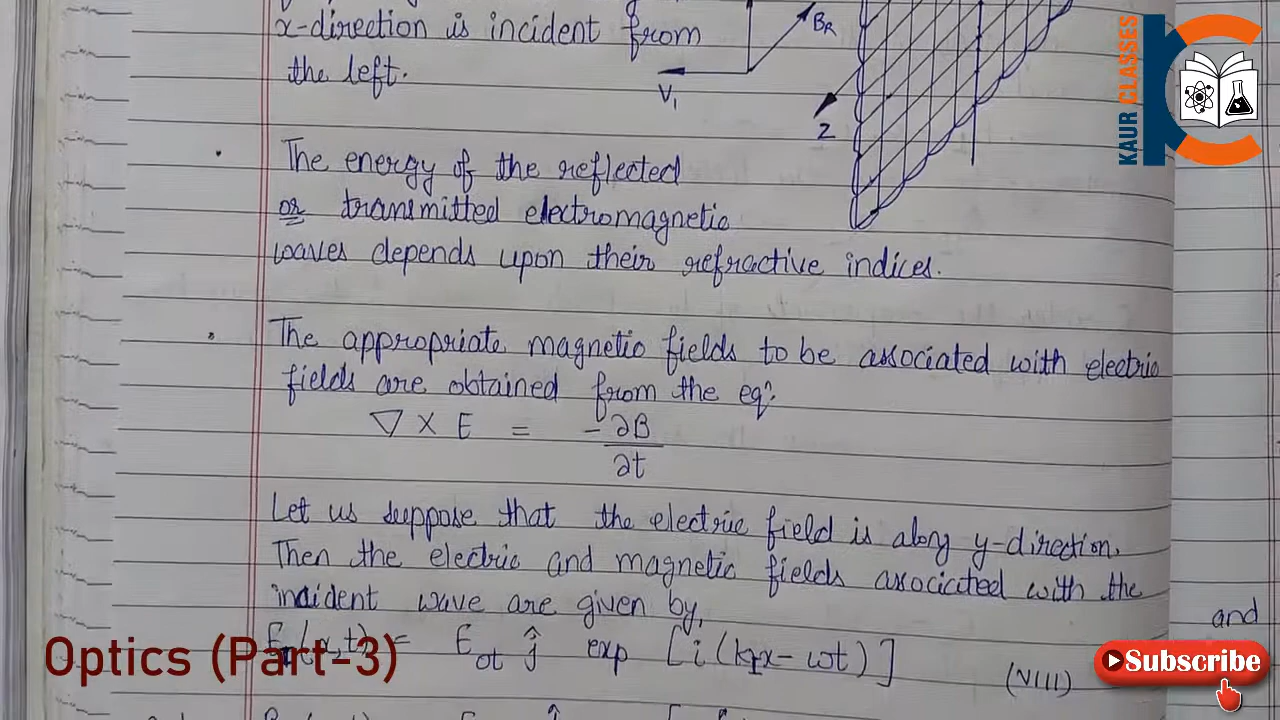 x-direction is incident from
the left.
BR
V1
Z
KAUR CLASSES
The energy of the reflected
or transmitted electromagnetic
waves depends upon their refractive indices.
The appropriate magnetic fields to be associated with electric
fields are obtained from the eqn:
∇ × E = -∂B
∂t
Let us suppose that the electric field is along y-direction.
Then the electric and magnetic fields associated with the
incident wave are given by,
and
(x,t) = Eot ĵ exp [i(kIx - ωt)]
(VIII)
Optics (Part-3)
Subscribe